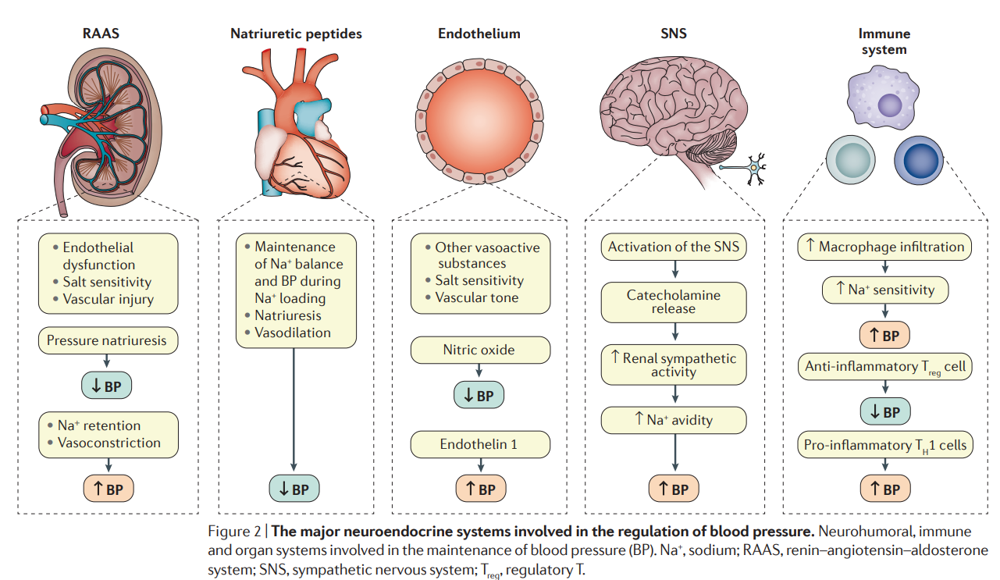 RAAS
Natriuretic peptides
Endothelium
SNS
Immune
system
• Endothelial
dysfunction
• Salt sensitivity
• Vascular injury
Pressure natriuresis
↓ BP
• Na⁺ retention
• Vasoconstriction
↑ BP
• Maintenance
of Na⁺ balance
and BP during
Na⁺ loading
• Natriuresis
• Vasodilation
↓ BP
• Other vasoactive
substances
• Salt sensitivity
• Vascular tone
Nitric oxide
↓ BP
Endothelin 1
↑ BP
Activation of the SNS
Catecholamine
release
↑ Renal sympathetic
activity
↑ Na⁺ avidity
↑ BP
↑ Macrophage infiltration
↑ Na⁺ sensitivity
↑ BP
Anti-inflammatory Treg cell
↓ BP
Pro-inflammatory TH1 cells
↑ BP
Figure 2 | The major neuroendocrine systems involved in the regulation of blood pressure. Neurohumoral, immune
and organ systems involved in the maintenance of blood pressure (BP). Na⁺, sodium; RAAS, renin–angiotensin–aldosterone
system; SNS, sympathetic nervous system; Treg, regulatory T.